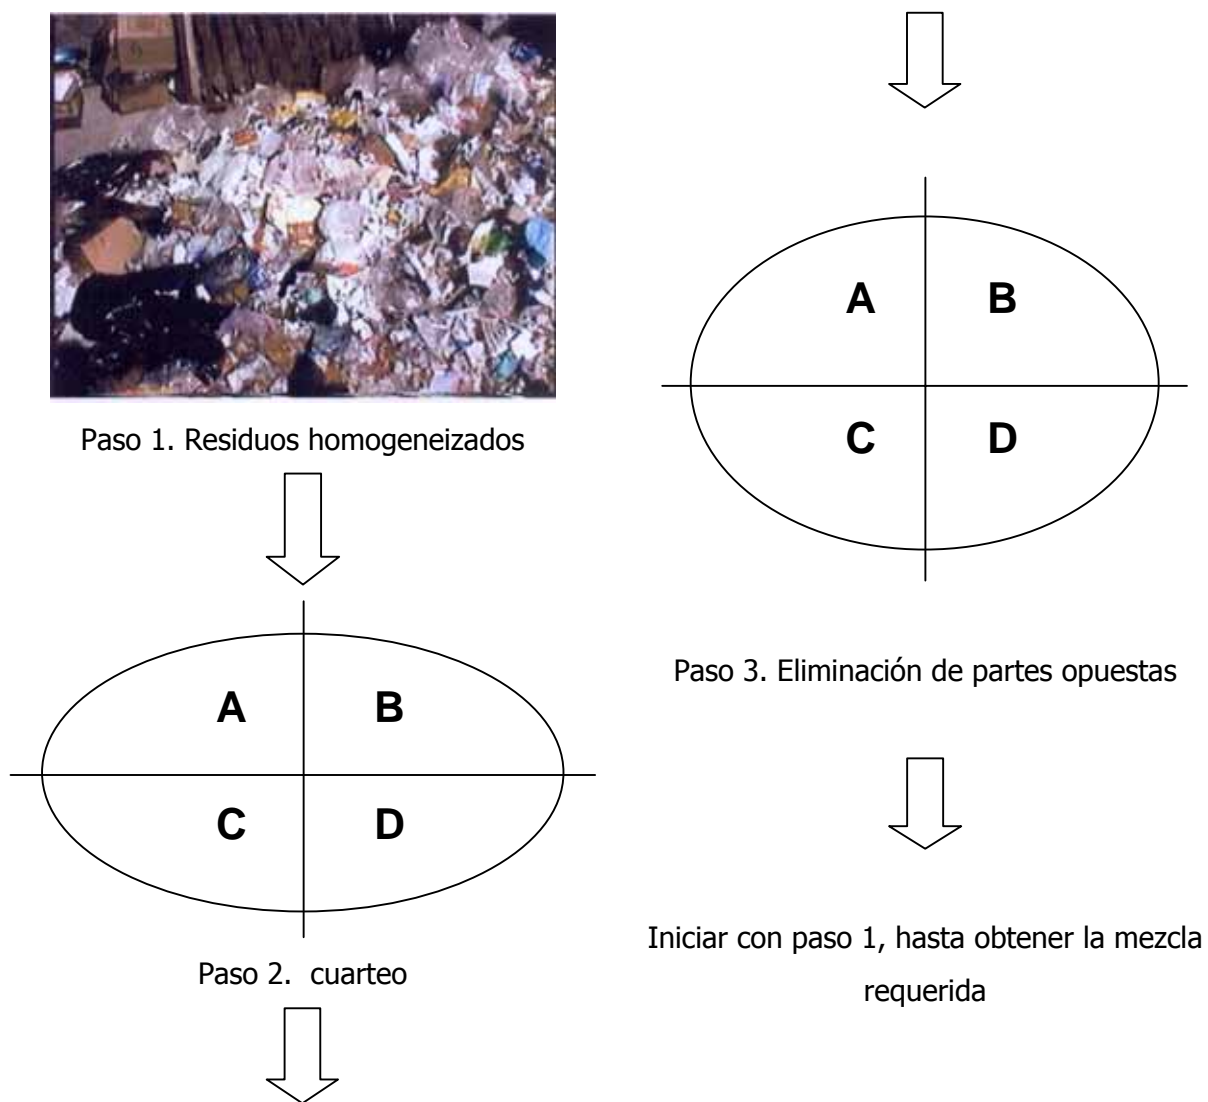 Paso 1. Residuos homogeneizados
A B
C D
Paso 2. cuarteo
A B
C D
Paso 3. Eliminación de partes opuestas
Iniciar con paso 1, hasta obtener la mezcla
requerida